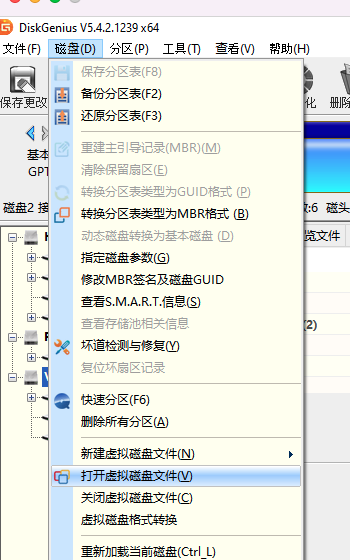 DiskGenius V5.4.2.1239 x64
文件(F) 磁盘(D) 分区(P) 工具(T) 查看(V) 帮助(H)
保存分区表(F8)
备份分区表(F2)
还原分区表(F3)
保存更改
化
删除
重建主引导记录(MBR)(M)
清除保留扇区(E)
基本
GPT
转换分区表类型为GUID格式 (P)
转换分区表类型为MBR格式 (B)
磁盘2 接
数:6 磁头
动态磁盘转换为基本磁盘 (D)
览文件
指定磁盘参数(G)
修改MBR签名及磁盘GUID
查看S.M.A.R.T.信息(S)
查看存储池相关信息
(2)
坏道检测与修复(Y)
复位坏扇区记录
快速分区(F6)
删除所有分区(A)
新建虚拟磁盘文件(N)
打开虚拟磁盘文件(V)
关闭虚拟磁盘文件(C)
虚拟磁盘格式转换
重新加载当前磁盘(Ctrl_L)